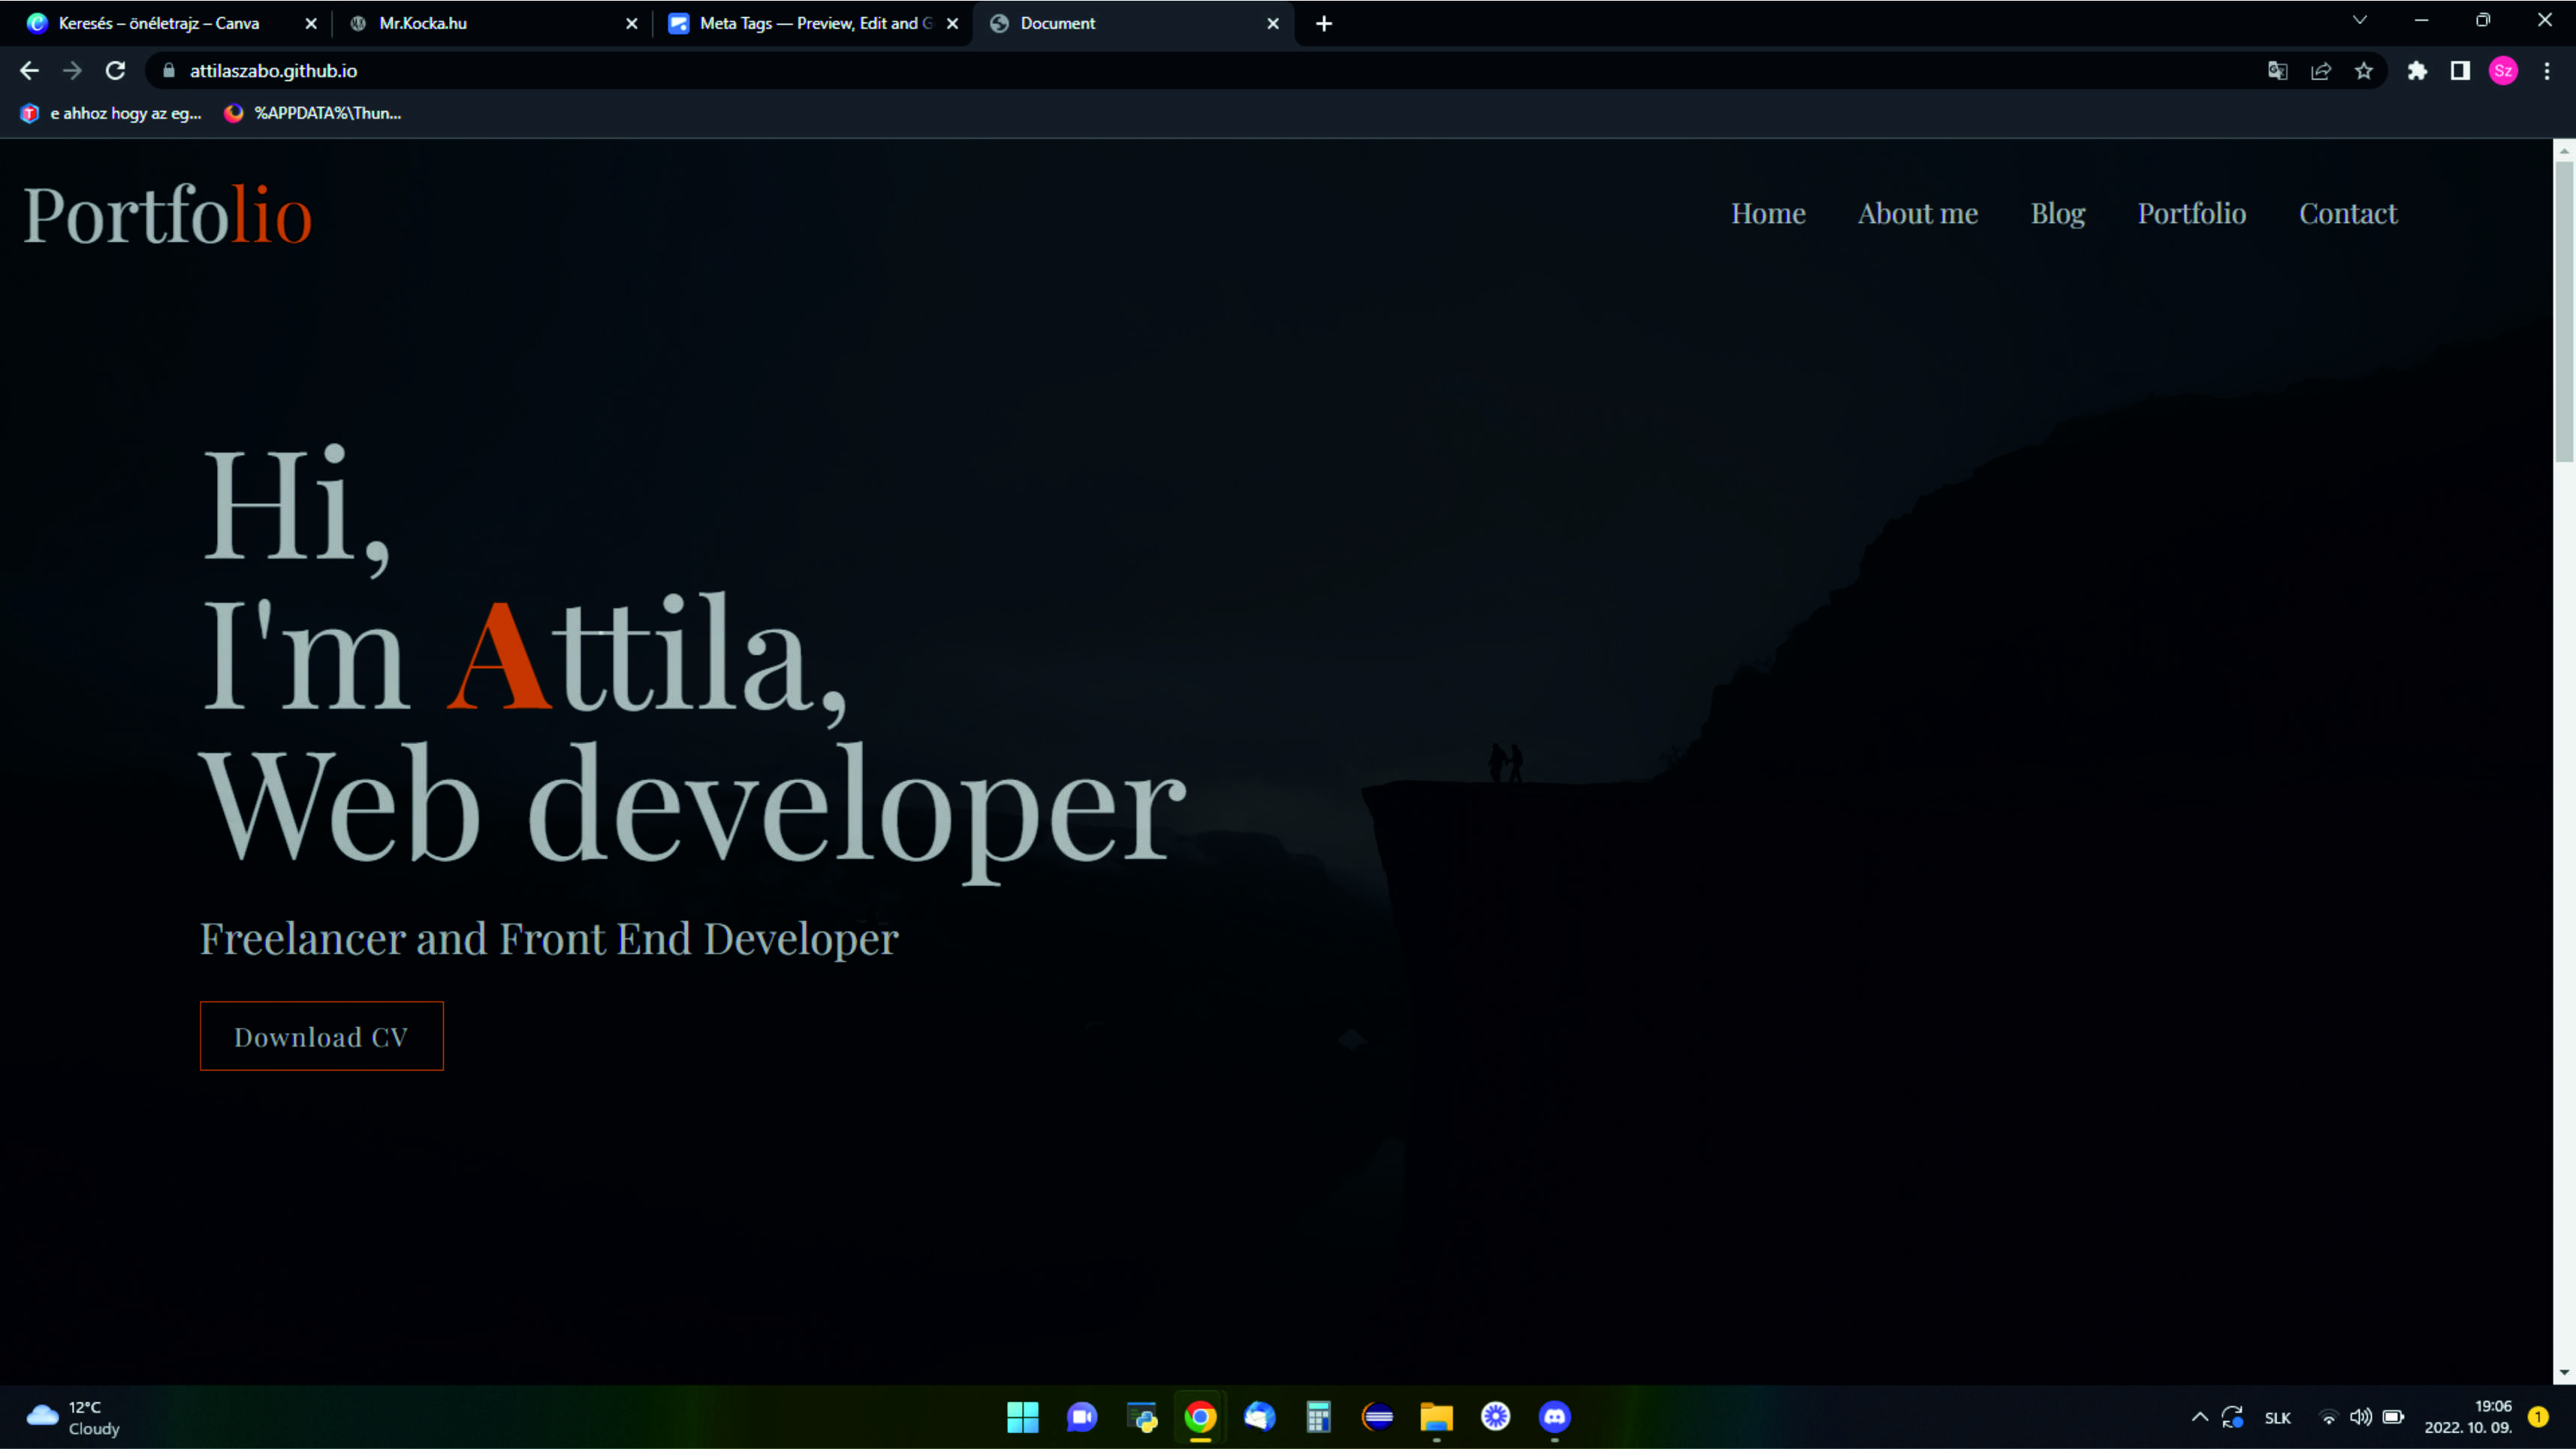 Keresés – önéletrajz – Canva
Mr.Kocka.hu
Meta Tags — Preview, Edit and G
Document
attilaszabo.github.io
Sz
e ahhoz hogy az eg...
%APPDATA%\Thun...
Portfolio
Home About me Blog Portfolio Contact
Hi,
I'm Attila,
Web developer
Freelancer and Front End Developer
Download CV
12°C
Cloudy
SLK
19:06
2022. 10. 09.
1